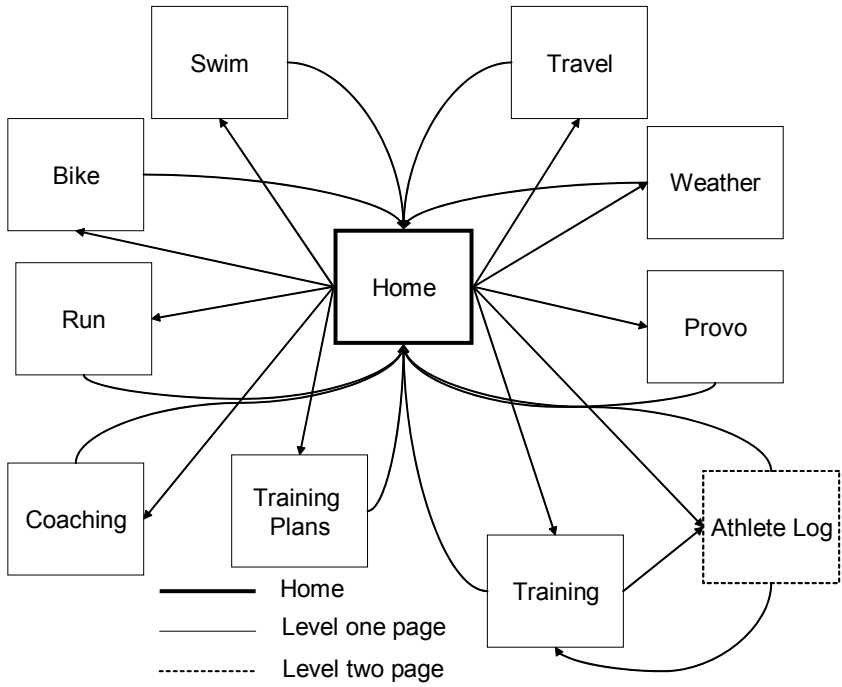 Swim
Travel
Bike
Weather
Home
Run
Provo
Coaching
Training
Plans
Athlete Log
Training
Home
Level one page
Level two page